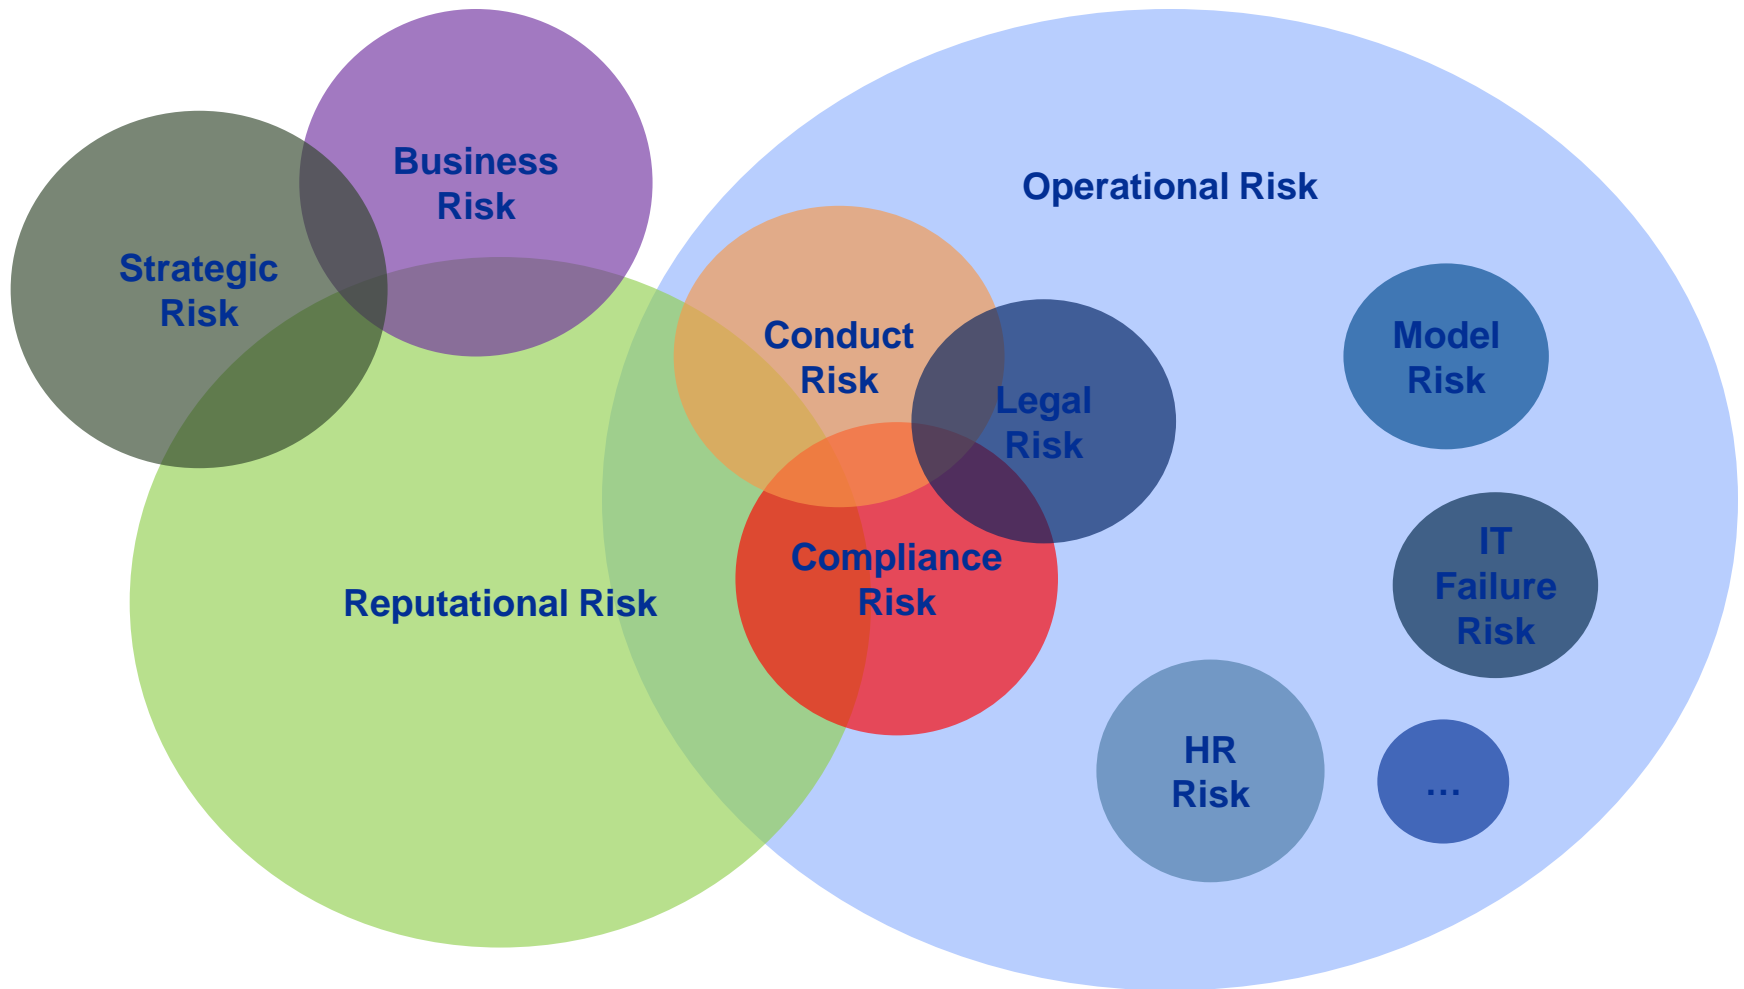 Business
Risk
Operational Risk
Strategic
Risk
Conduct
Risk
Legal
Risk
Model
Risk
Compliance
Risk
Reputational Risk
IT
Failure
Risk
HR
Risk
...